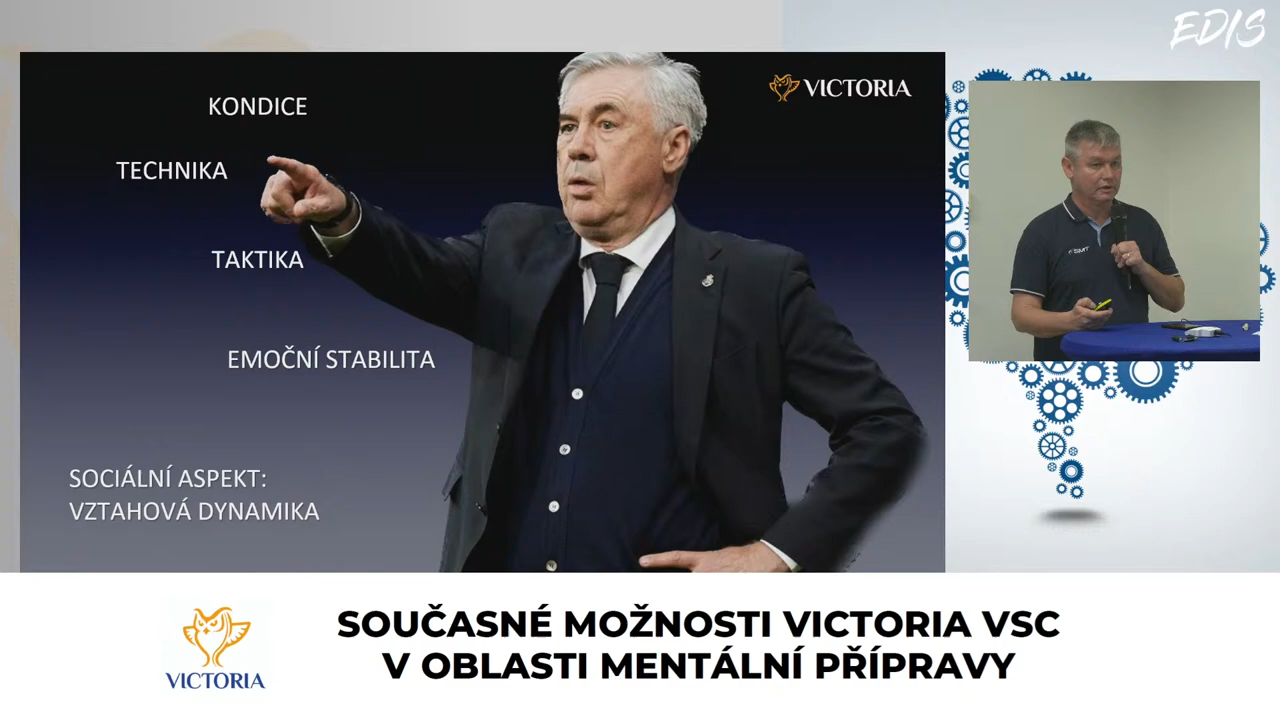 EDIS
VICTORIA
KONDICE
TECHNIKA
TAKTIKA
EMOČNÍ STABILITA
SOCIÁLNÍ ASPEKT:
VZTAHOVÁ DYNAMIKA
SOUČASNÉ MOŽNOSTI VICTORIA VSC
V OBLASTI MENTÁLNÍ PŘÍPRAVY
VICTORIA